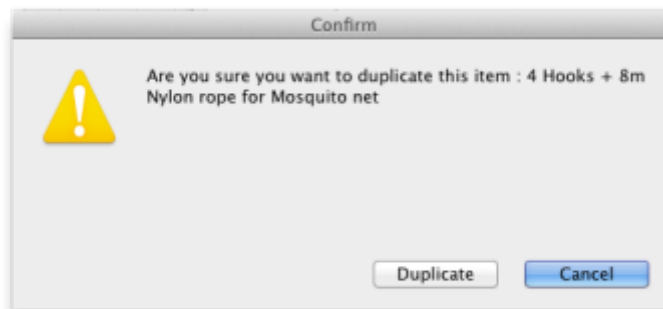 Confirm
Are you sure you want to duplicate this item : 4 Hooks + 8m
Nylon rope for Mosquito net
Duplicate
Cancel